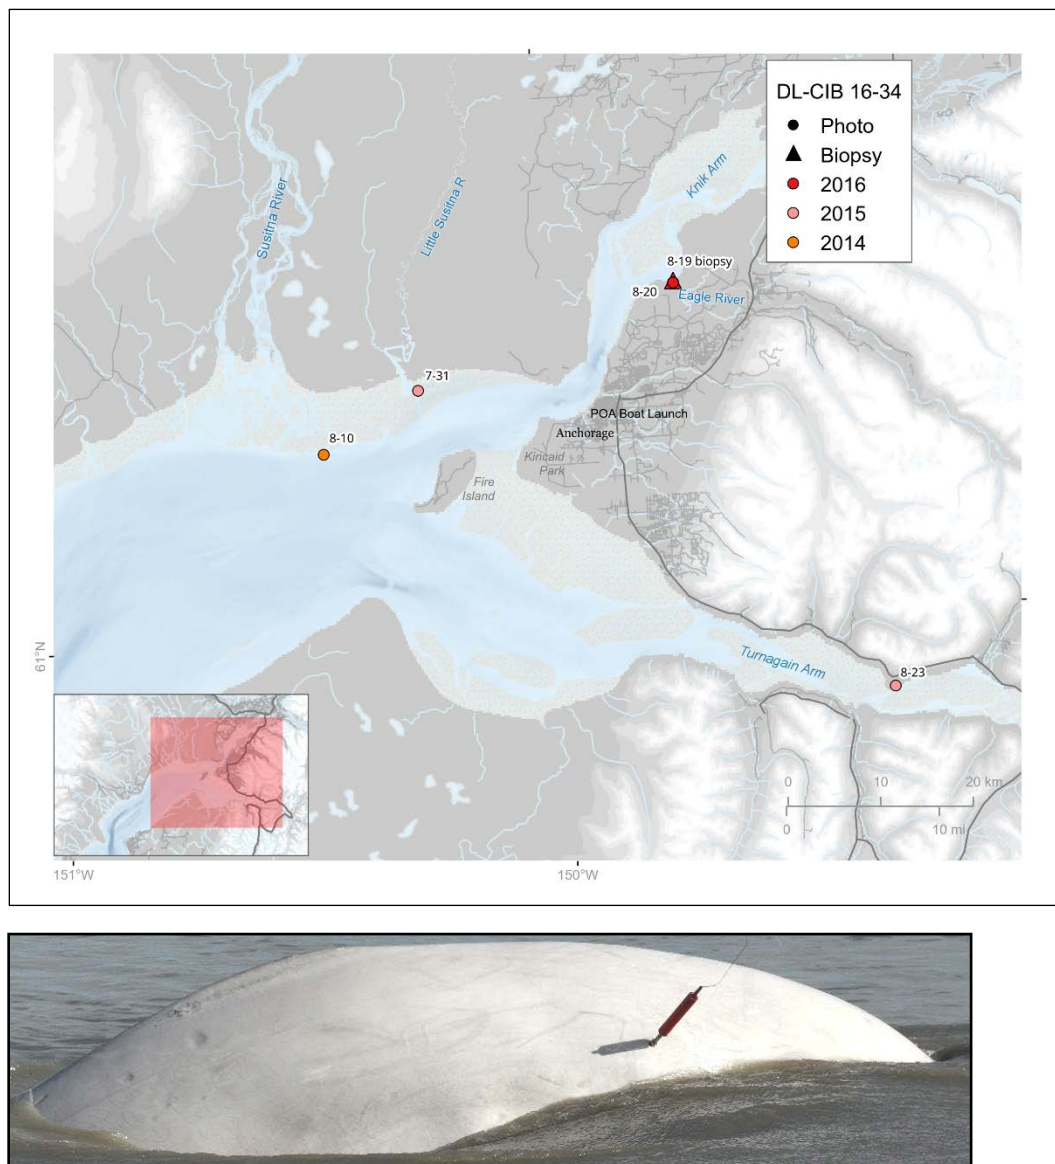 DL-CIB 16-34
Photo
Biopsy
2016
2015
2014
Knik Arm
Susitna River
Little Susitna R
8-19 biopsy
8-20
Eagle River
7-31
POA Boat Launch
Anchorage
8-10
Kincaid
Park
Fire
Island
61°N
Turnagain Arm
8-23
0
10
20 km
0
10 mi
151°W
150°W